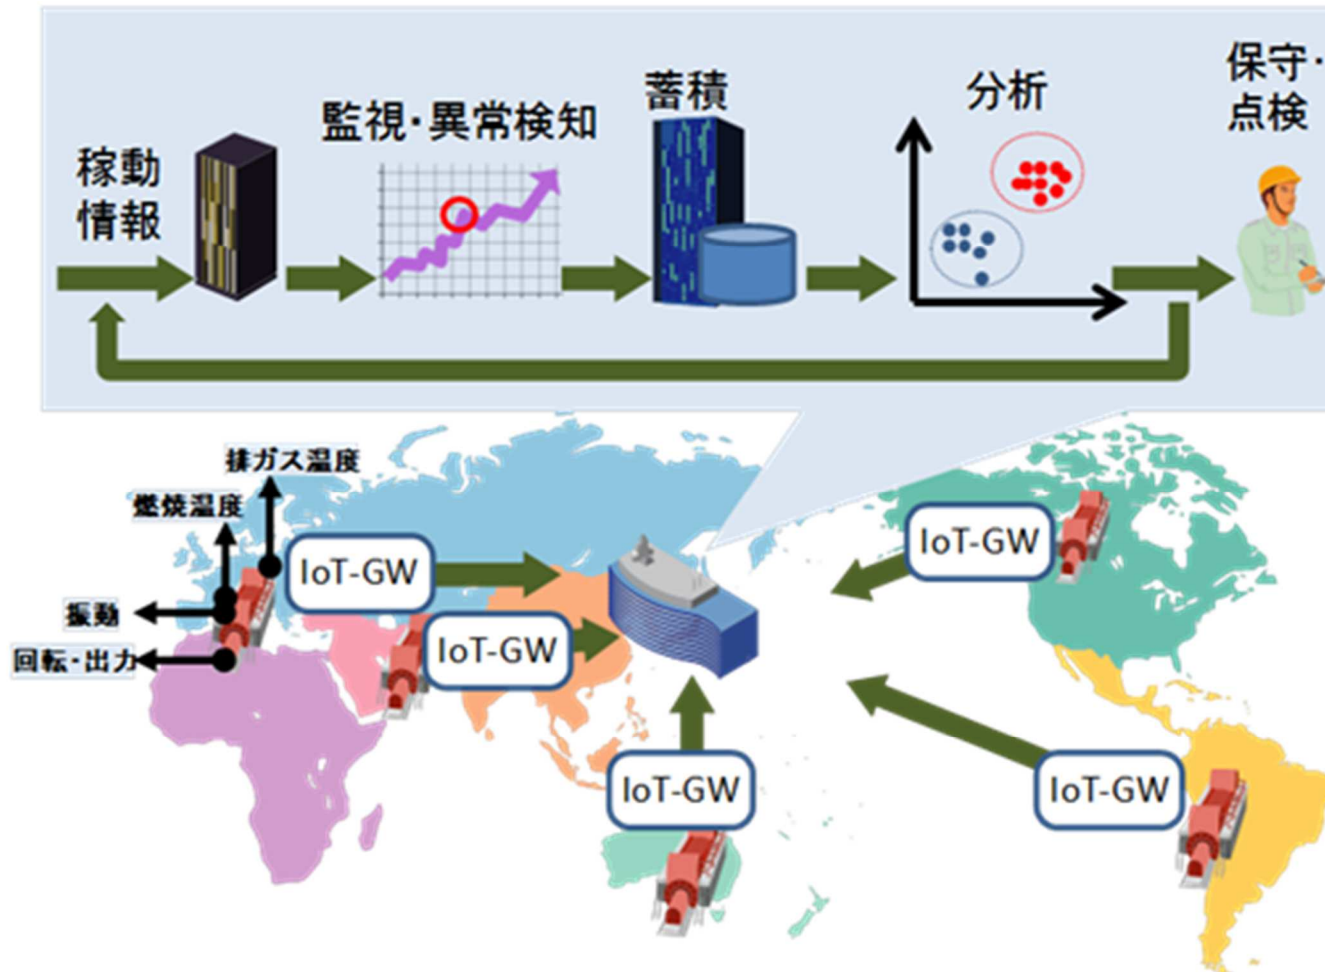 稼動
情報
監視・異常検知
蓄積
分析
保守・
点検
排ガス温度
燃焼温度
振動
回転・出力
IoT-GW
IoT-GW
IoT-GW
IoT-GW
IoT-GW